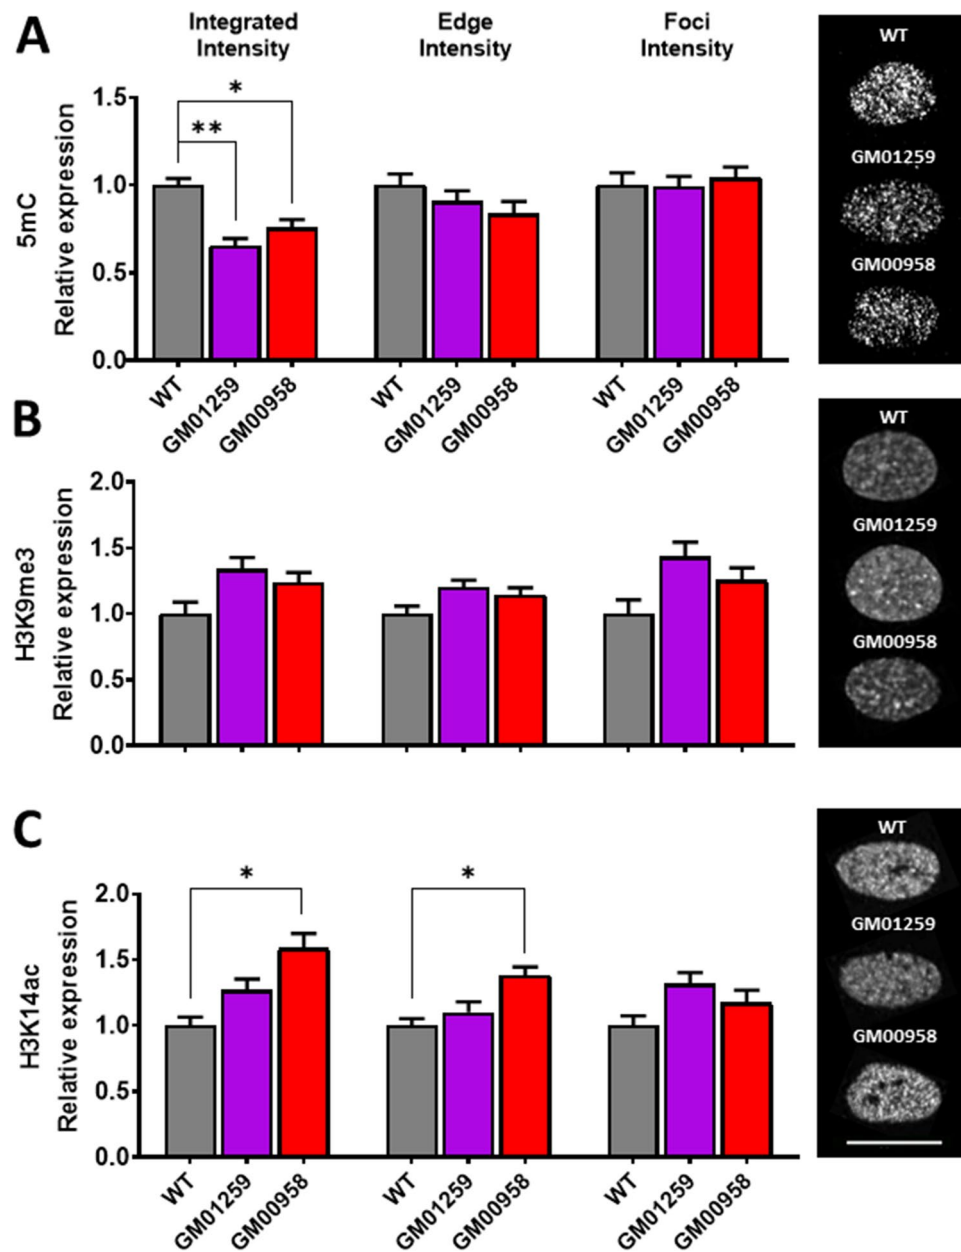 A
Integrated
Intensity
Edge
Intensity
Foci
Intensity
5mC
Relative expression
1.5
1.0
0.5
0.0
*
**
WT
GM01259
GM00958
WT
GM01259
GM00958
WT
GM01259
GM00958
WT
GM01259
GM00958
B
H3K9me3
Relative expression
2.0
1.5
1.0
0.5
0.0
WT
GM01259
GM00958
C
H3K14ac
Relative expression
2.0
1.5
1.0
0.5
0.0
*
*
WT
GM01259
GM00958
WT
GM01259
GM00958
WT
GM01259
GM00958
WT
GM01259
GM00958